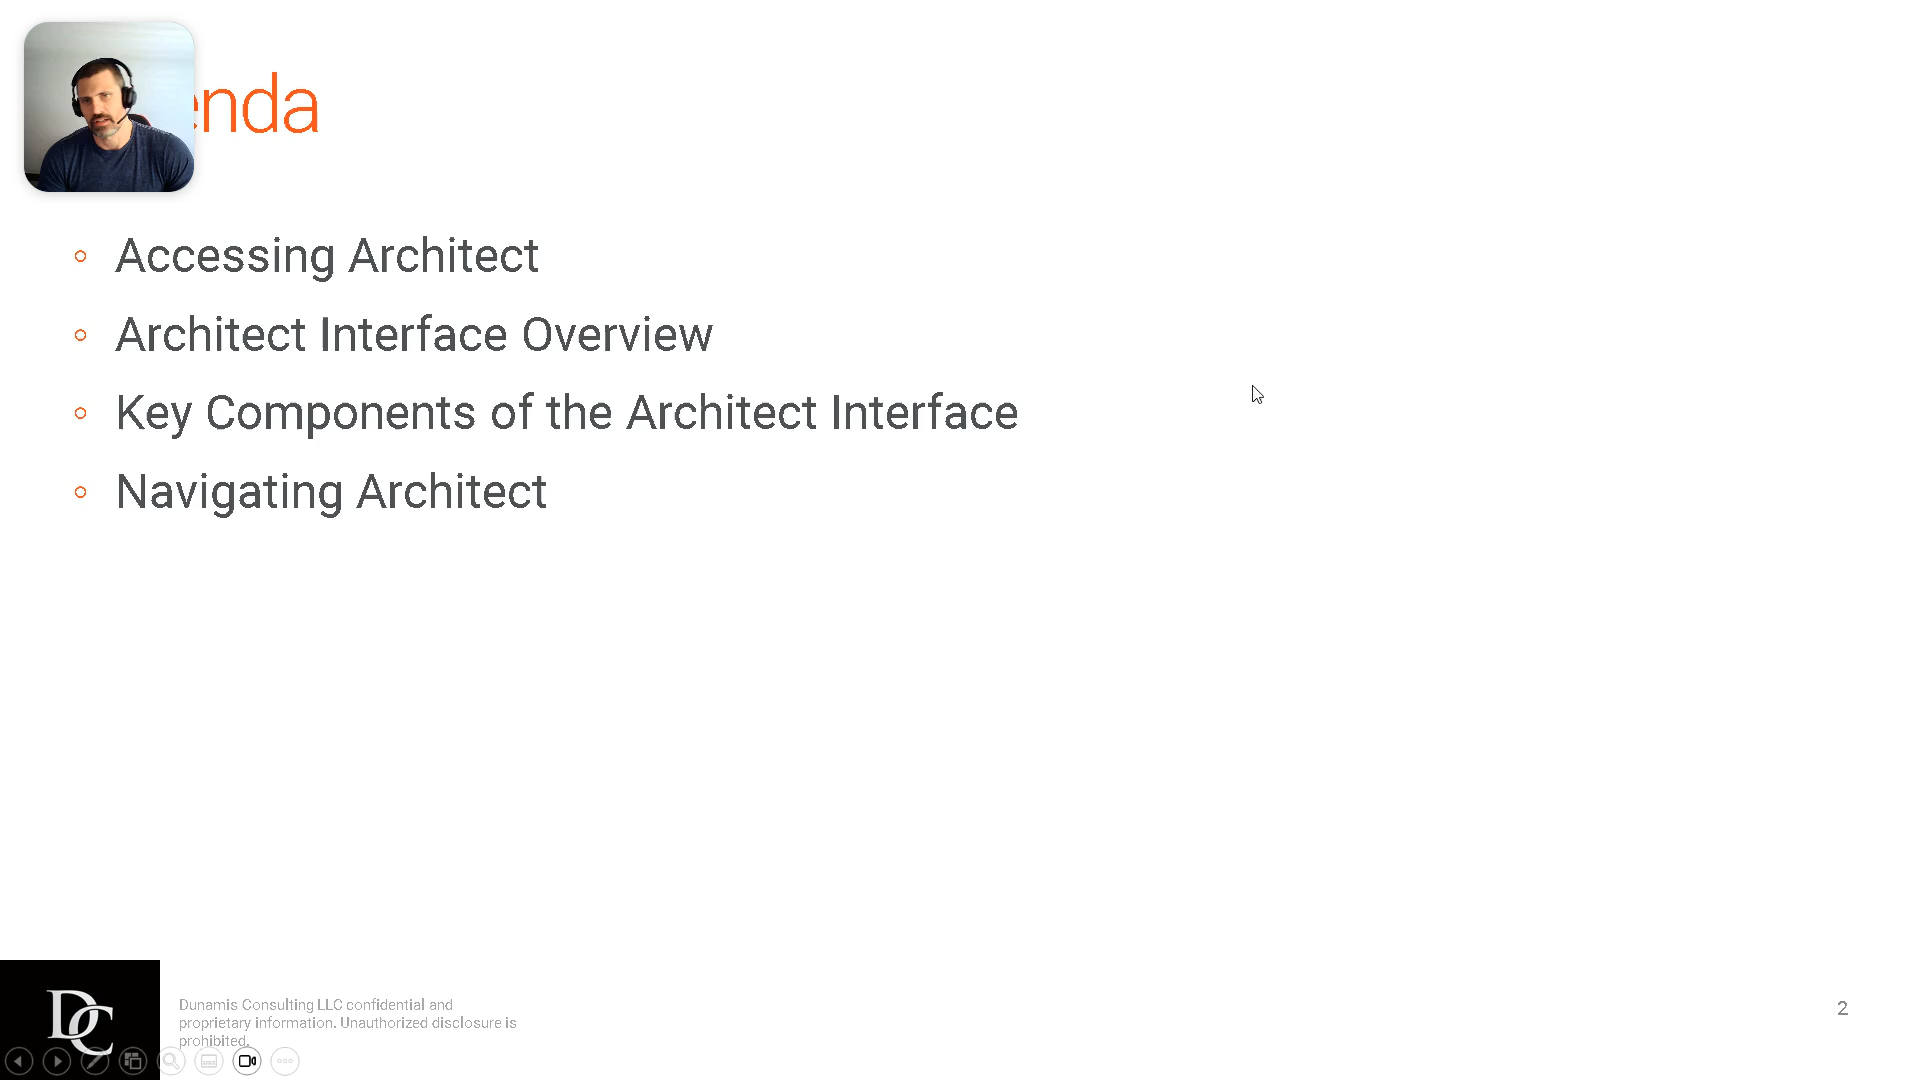 enda
Accessing Architect
Architect Interface Overview
Key Components of the Architect Interface
Navigating Architect
DC
Dunamis Consulting LLC confidential and
proprietary information. Unauthorized disclosure is
prohibited.
2